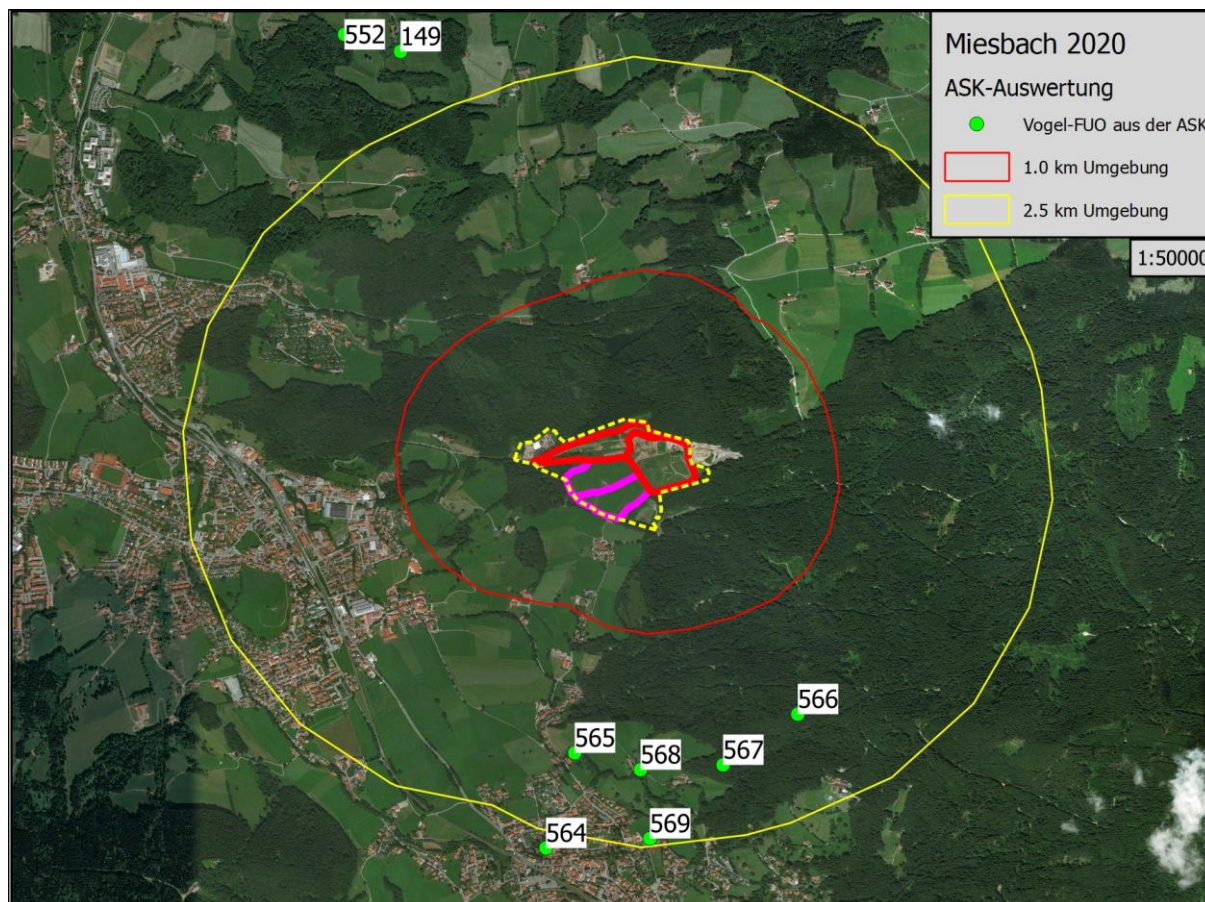 552
149
Miesbach 2020
ASK-Auswertung
Vogel-FUO aus der ASK
1.0 km Umgebung
2.5 km Umgebung
1:50000
566
565
568
567
564
569